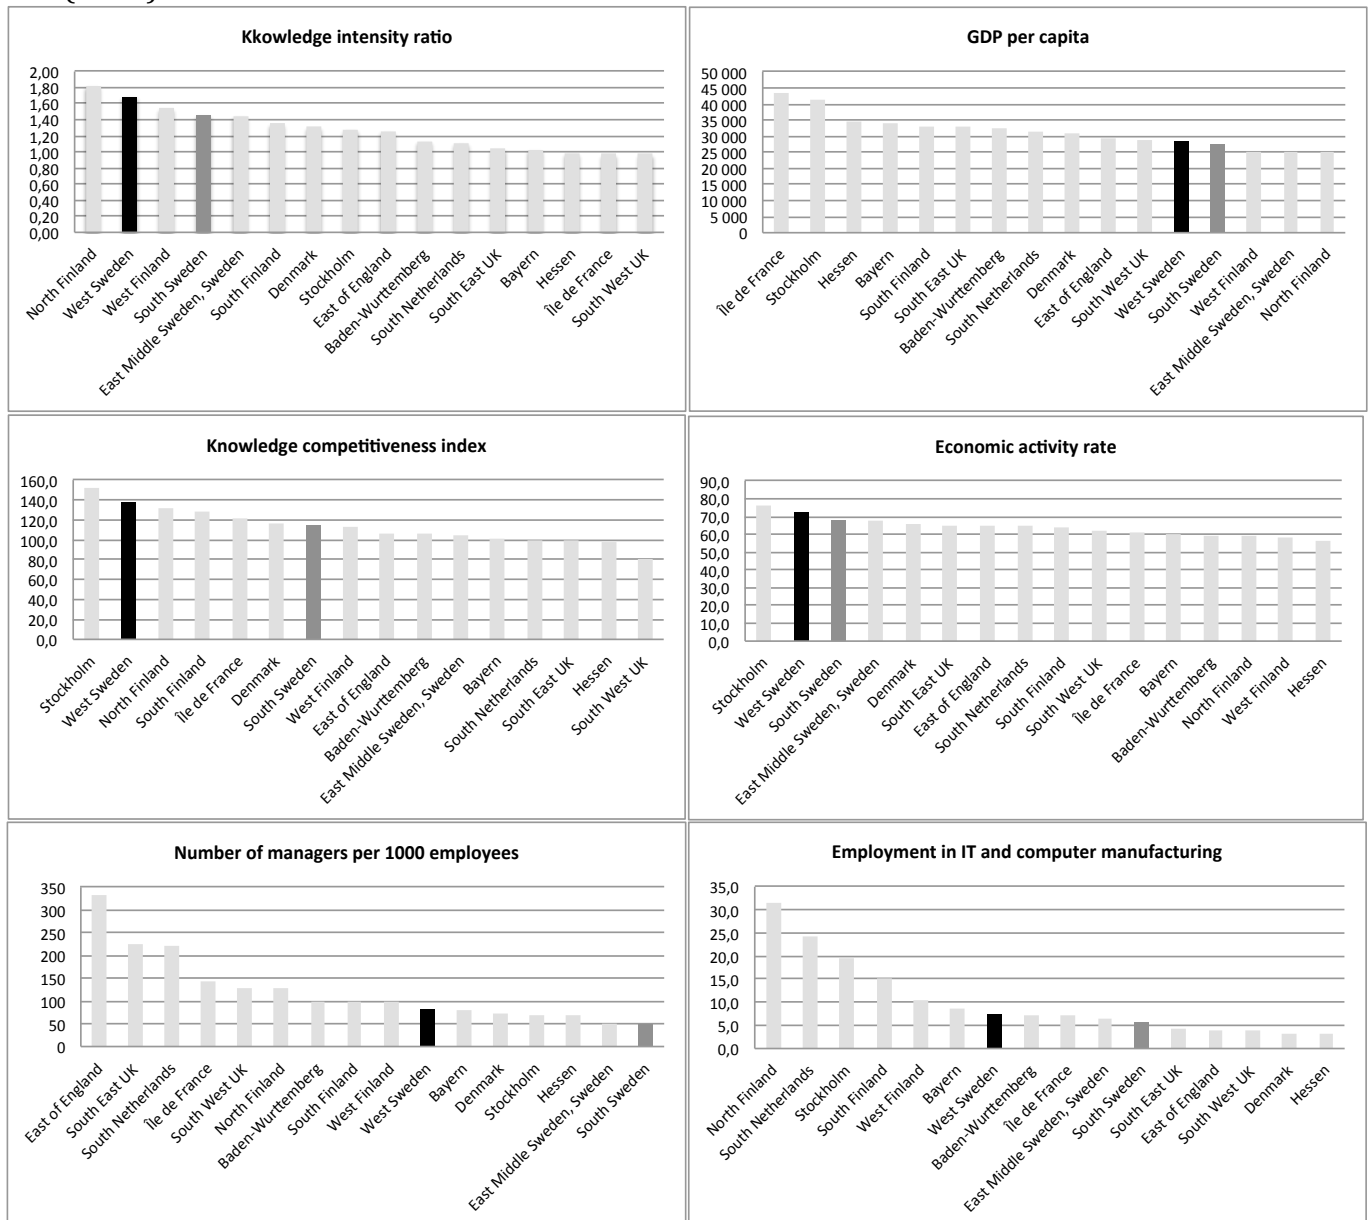 Kkowledge intensity ratio
2,00
1,80
1,60
1,40
1,20
1,00
0,80
0,60
0,40
0,20
0,00
North Finland
West Sweden
West Finland
South Sweden
East Middle Sweden, Sweden
South Finland
Denmark
Stockholm
East of England
Baden-Wurttemberg
South Netherlands
South East UK
Bayern
Hessen
Île de France
South West UK
GDP per capita
50 000
45 000
40 000
35 000
30 000
25 000
20 000
15 000
10 000
5 000
0
Île de France
Stockholm
Hessen
Bayern
South Finland
South East UK
Baden-Wurttemberg
South Netherlands
Denmark
East of England
South West UK
West Sweden
South Sweden
West Finland
East Middle Sweden, Sweden
North Finland
Knowledge competitiveness index
160,0
140,0
120,0
100,0
80,0
60,0
40,0
20,0
0,0
Stockholm
West Sweden
North Finland
South Finland
Île de France
Denmark
South Sweden
West Finland
East of England
Baden-Wurttemberg
East Middle Sweden, Sweden
Bayern
South Netherlands
South East UK
Hessen
South West UK
Economic activity rate
90,0
80,0
70,0
60,0
50,0
40,0
30,0
20,0
10,0
0,0
Stockholm
West Sweden
South Sweden
East Middle Sweden, Sweden
Denmark
South East UK
East of England
South Netherlands
South Finland
South West UK
Île de France
Bayern
Baden-Wurttemberg
North Finland
West Finland
Hessen
Number of managers per 1000 employees
350
300
250
200
150
100
50
0
East of England
South East UK
South Netherlands
Île de France
South West UK
North Finland
Baden-Wurttemberg
South Finland
West Finland
West Sweden
Bayern
Denmark
Stockholm
Hessen
East Middle Sweden, Sweden
South Sweden
Employment in IT and computer manufacturing
35,0
30,0
25,0
20,0
15,0
10,0
5,0
0,0
North Finland
South Netherlands
Stockholm
South Finland
West Finland
Bayern
West Sweden
Baden-Wurttemberg
Île de France
East Middle Sweden, Sweden
South Sweden
South East UK
East of England
South West UK
Denmark
Hessen